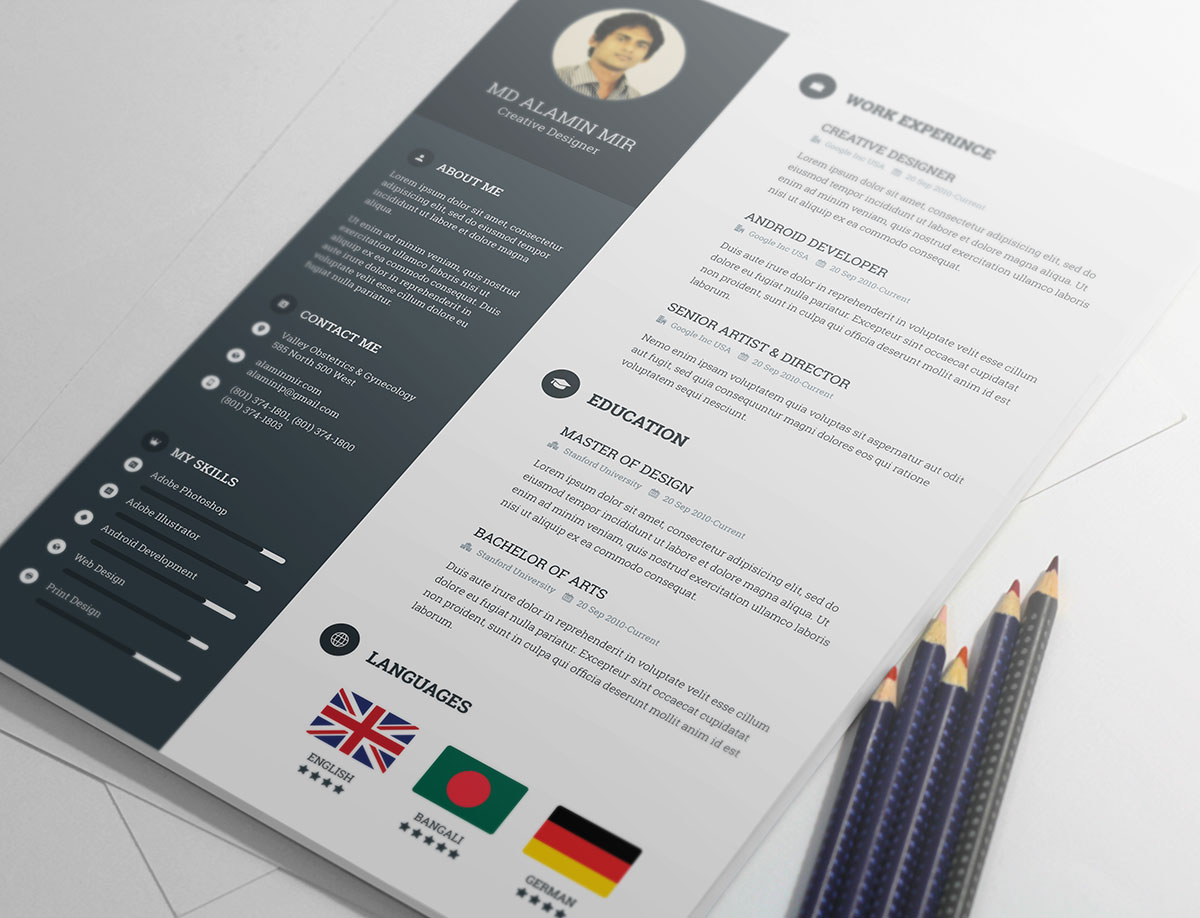 MD ALAMIN MIR
Creative Designer
ABOUT ME
Lorem ipsum dolor sit amet, consectetur
adipisicing elit, sed do eiusmod tempor
incididunt ut labore et dolore magna
aliqua.
Ut enim ad minim veniam, quis nostrud
exercitation ullamco laboris nisi ut
aliquip ex ea commodo consequat. Duis
aute irure dolor in reprehenderit in
voluptate velit esse cillum dolore eu
fugiat nulla pariatur.
CONTACT ME
Valley Obstetrics & Gynecology
585 North 500 West
alaminmir.com
alaminip@gmail.com
(801) 374-1801, (801) 374-1800
(801) 374-1803
MY SKILLS
Adobe Photoshop
Adobe Illustrator
Android Development
Web Design
Print Design
WORK EXPERINCE
CREATIVE DESIGNER
Google Inc USA 20 Sep 2010-Current
Lorem ipsum dolor sit amet, consectetur adipisicing elit, sed do
eiusmod tempor incididunt ut labore et dolore magna aliqua. Ut
enim ad minim veniam, quis nostrud exercitation ullamco laboris
nisi ut aliquip ex ea commodo consequat.
ANDROID DEVELOPER
Google Inc USA 20 Sep 2010-Current
Duis aute irure dolor in reprehenderit in voluptate velit esse cillum
dolore eu fugiat nulla pariatur. Excepteur sint occaecat cupidatat
non proident, sunt in culpa qui officia deserunt mollit anim id est
laborum.
SENIOR ARTIST & DIRECTOR
Google Inc USA 20 Sep 2010-Current
Nemo enim ipsam voluptatem quia voluptas sit aspernatur aut odit
aut fugit, sed quia consequuntur magni dolores eos qui ratione
voluptatem sequi nesciunt.
EDUCATION
MASTER OF DESIGN
Stanford University 20 Sep 2010-Current
Lorem ipsum dolor sit amet, consectetur adipisicing elit, sed do
eiusmod tempor incididunt ut labore et dolore magna aliqua. Ut
enim ad minim veniam, quis nostrud exercitation ullamco laboris
nisi ut aliquip ex ea commodo consequat.
BACHELOR OF ARTS
Stanford University 20 Sep 2010-Current
Duis aute irure dolor in reprehenderit in voluptate velit esse cillum
dolore eu fugiat nulla pariatur. Excepteur sint occaecat cupidatat
non proident, sunt in culpa qui officia deserunt mollit anim id est
laborum.
LANGUAGES
ENGLISH
BANGALI
GERMAN